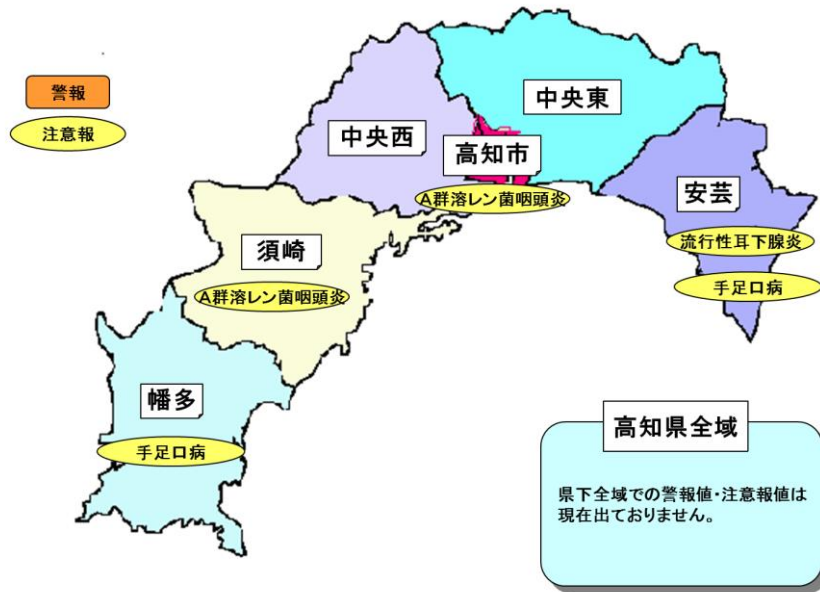 警報
注意報
中央東
中央西
高知市
A群溶レン菌咽頭炎
安芸
流行性耳下腺炎
手足口病
須崎
A群溶レン菌咽頭炎
幡多
手足口病
高知県全域
県下全域での警報値・注意報値は
現在出ておりません。